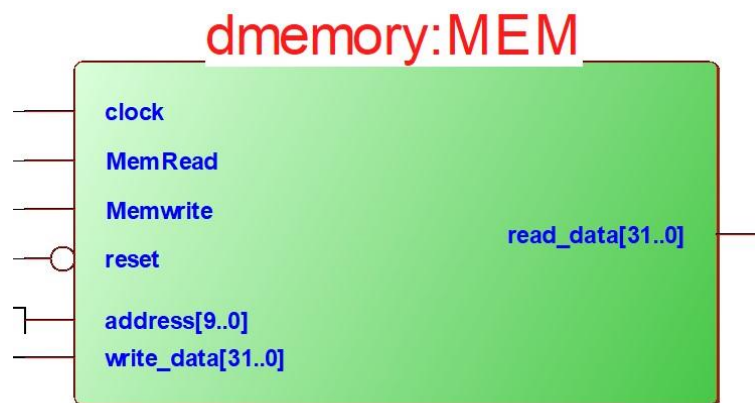 dmemory:MEM
clock
MemRead
Memwrite
reset
read_data[31..0]
address[9..0]
write_data[31..0]